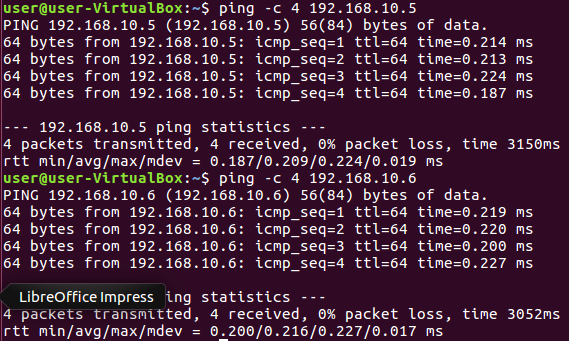 user@user-VirtualBox:~$ ping -c 4 192.168.10.5
PING 192.168.10.5 (192.168.10.5) 56(84) bytes of data.
64 bytes from 192.168.10.5: icmp_seq=1 ttl=64 time=0.214 ms
64 bytes from 192.168.10.5: icmp_seq=2 ttl=64 time=0.213 ms
64 bytes from 192.168.10.5: icmp_seq=3 ttl=64 time=0.224 ms
64 bytes from 192.168.10.5: icmp_seq=4 ttl=64 time=0.187 ms
--- 192.168.10.5 ping statistics ---
4 packets transmitted, 4 received, 0% packet loss, time 3150ms
rtt min/avg/max/mdev = 0.187/0.209/0.224/0.019 ms
user@user-VirtualBox:~$ ping -c 4 192.168.10.6
PING 192.168.10.6 (192.168.10.6) 56(84) bytes of data.
64 bytes from 192.168.10.6: icmp_seq=1 ttl=64 time=0.219 ms
64 bytes from 192.168.10.6: icmp_seq=2 ttl=64 time=0.220 ms
64 bytes from 192.168.10.6: icmp_seq=3 ttl=64 time=0.200 ms
64 bytes from 192.168.10.6: icmp_seq=4 ttl=64 time=0.227 ms
LibreOffice Impress ing statistics ---
4 packets transmitted, 4 received, 0% packet loss, time 3052ms
rtt min/avg/max/mdev = 0.200/0.216/0.227/0.017 ms